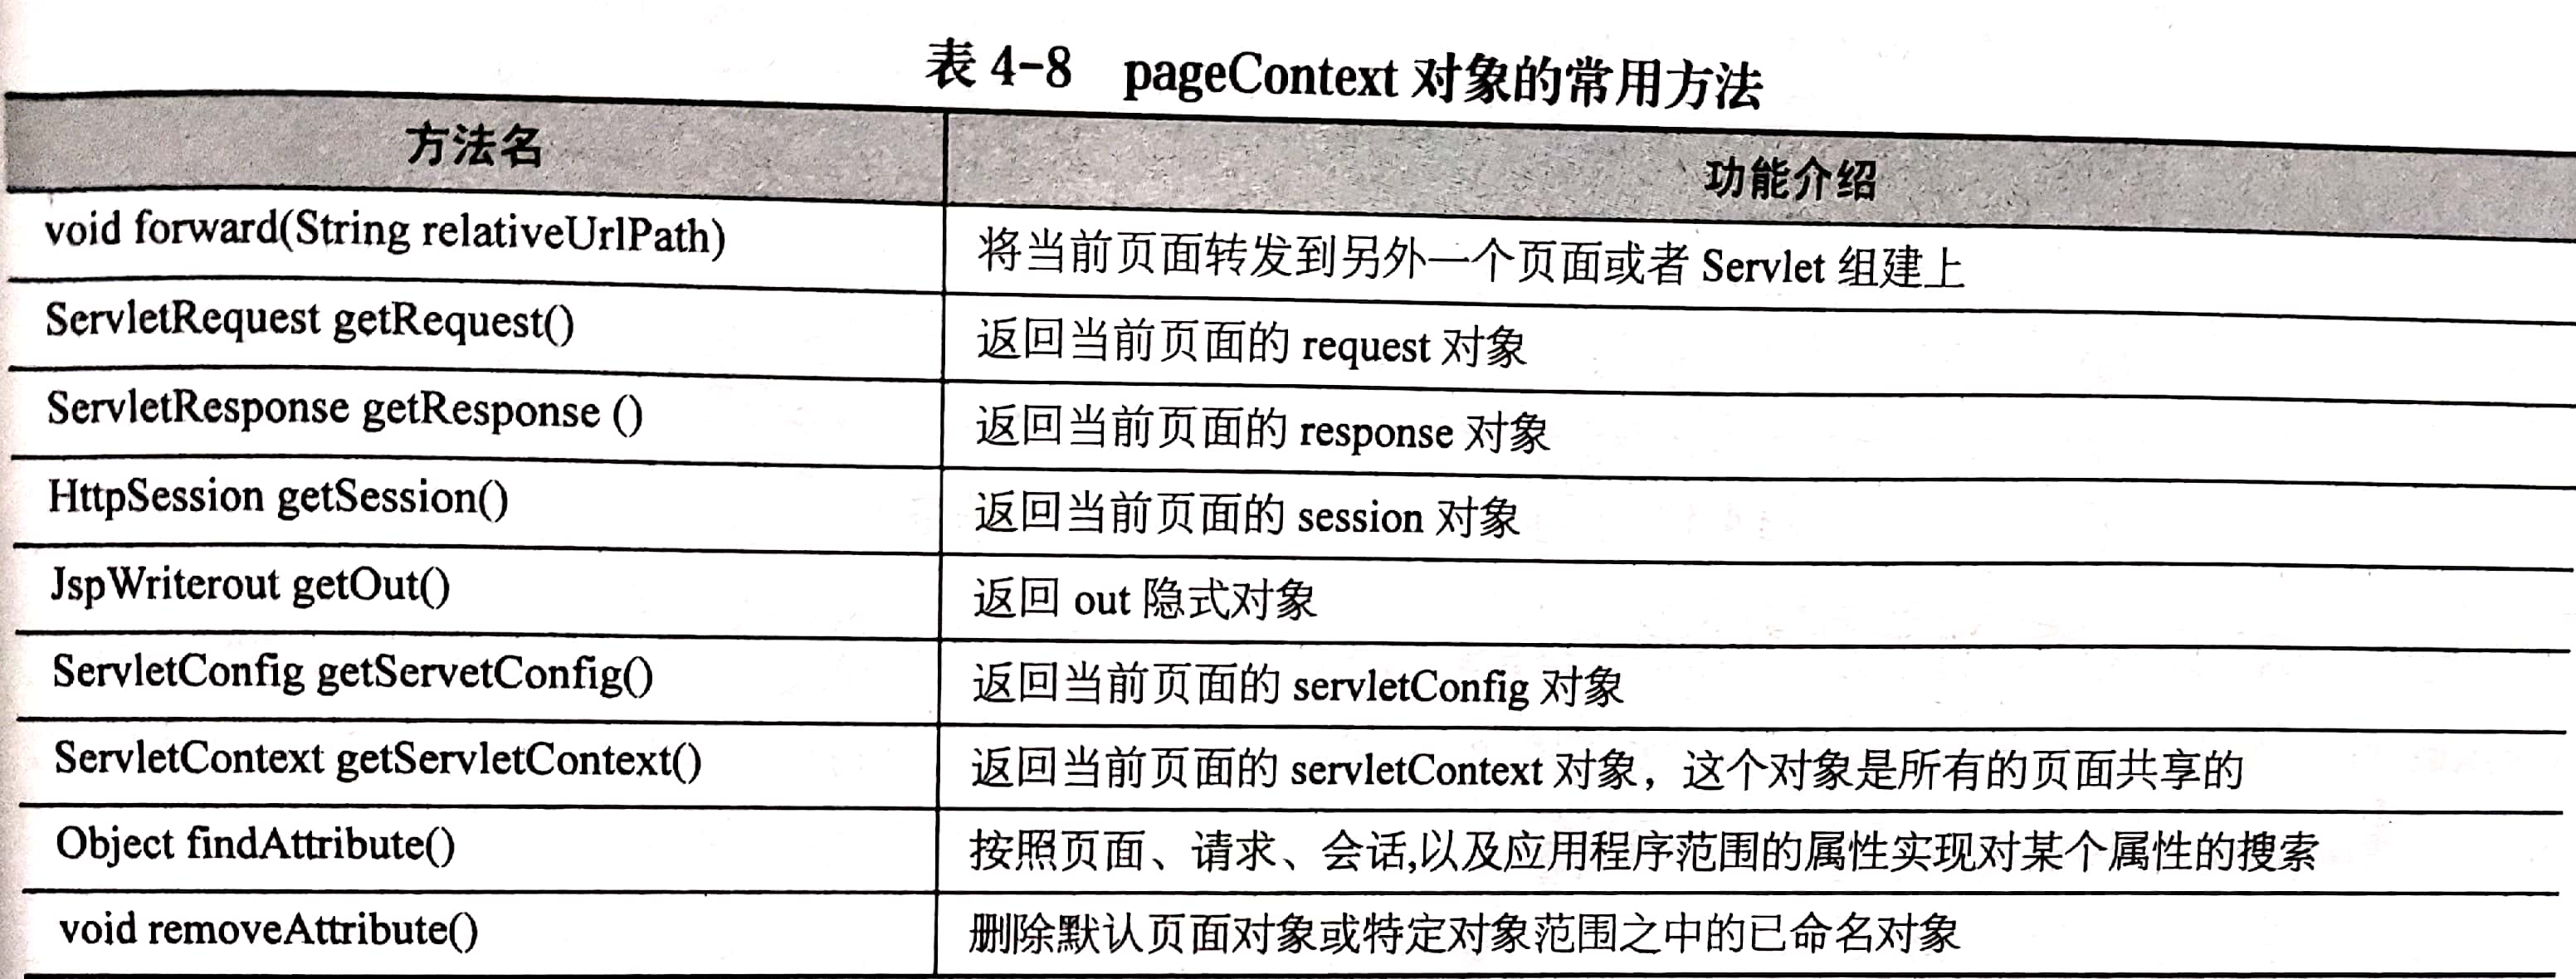 表 4-8 pageContext 对象的常用方法
方法名 功能介绍
void forward(String relativeUrlPath) 将当前页面转发到另外一个页面或者 Servlet 组建上
ServletRequest getRequest() 返回当前页面的 request 对象
ServletResponse getResponse () 返回当前页面的 response 对象
HttpSession getSession() 返回当前页面的 session 对象
JspWriterout getOut() 返回 out 隐式对象
ServletConfig getServetConfig() 返回当前页面的 servletConfig 对象
ServletContext getServletContext() 返回当前页面的 servletContext 对象，这个对象是所有的页面共享的
Object findAttribute() 按照页面、请求、会话,以及应用程序范围的属性实现对某个属性的搜索
void removeAttribute() 删除默认页面对象或特定对象范围之中的已命名对象